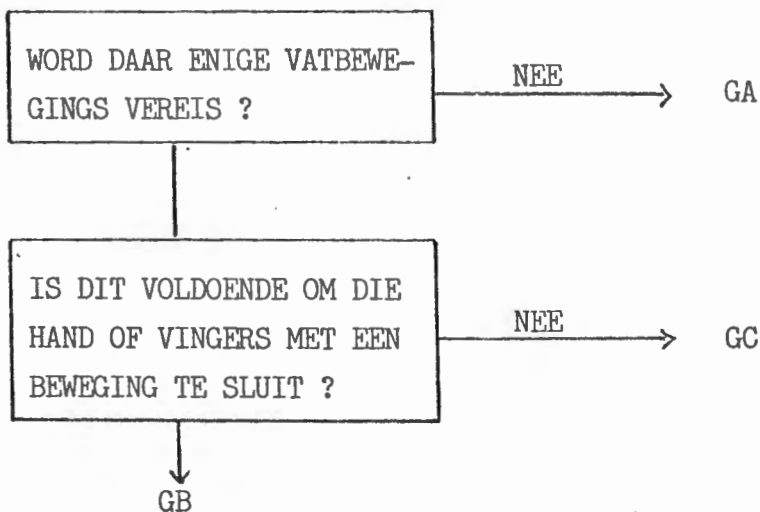 WORD DAAR ENIGE VATBEWE-
GINGS VEREIS ?
NEE
GA
IS DIT VOLDOENDE OM DIE
HAND OF VINGERS MET EEN
BEWEGING TE SLUIT ?
NEE
GC
GB